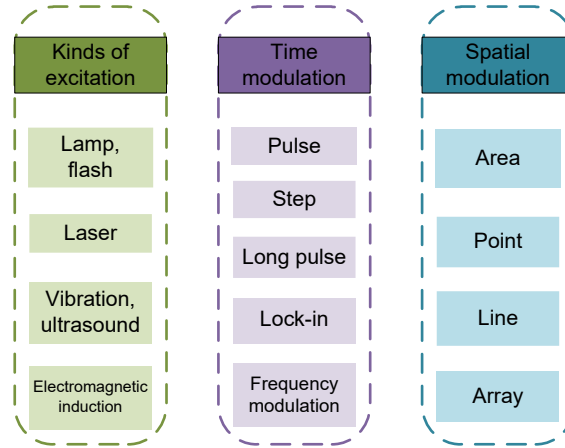 Kinds of
excitation
Lamp,
flash
Laser
Vibration,
ultrasound
Electromagnetic
induction
Time
modulation
Pulse
Step
Long pulse
Lock-in
Frequency
modulation
Spatial
modulation
Area
Point
Line
Array